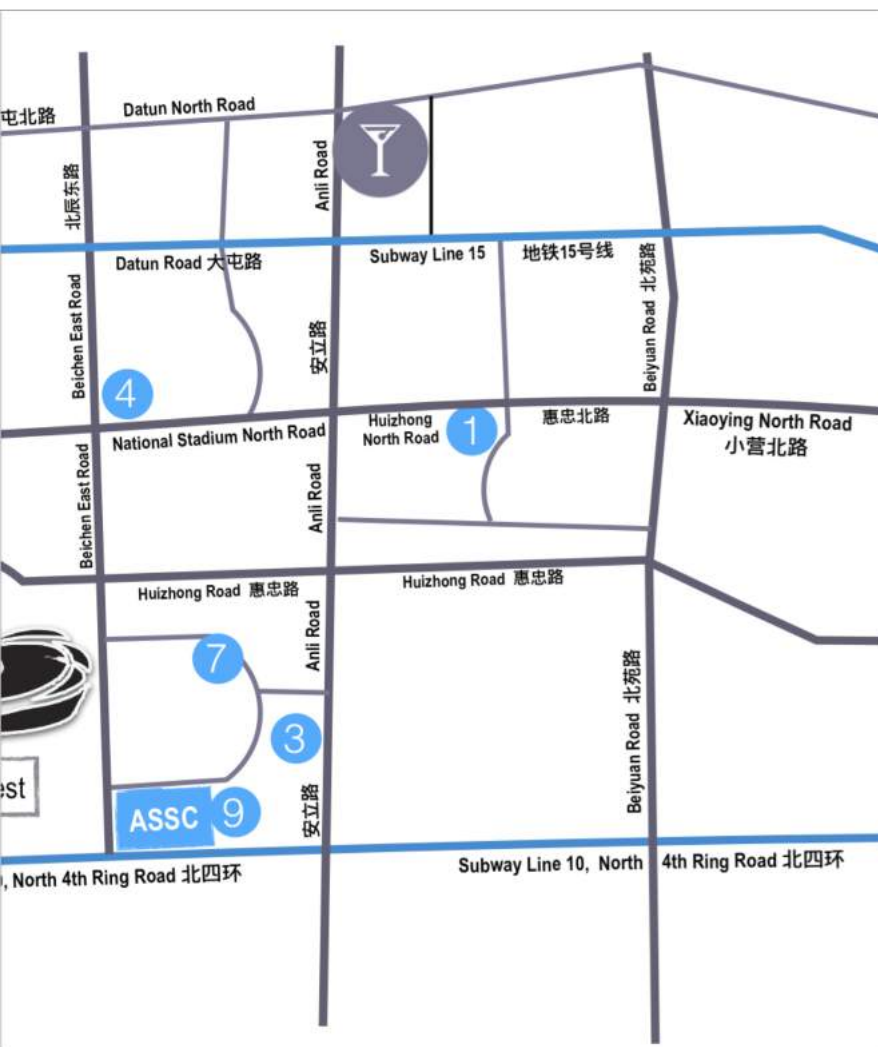 屯北路
Datun North Road
Anli Road
北辰东路
Datun Road 大屯路
Subway Line 15
地铁15号线
Beiyuan Road 北苑路
Beichen East Road
安立路
4
National Stadium North Road
Huizhong
North Road
1
惠忠北路
Xiaoying North Road
小营北路
Beichen East Road
Anli Road
Huizhong Road 惠忠路
Huizhong Road 惠忠路
Anli Road
7
Beiyuan Road 北苑路
3
est
ASSC
9
安立路
, North 4th Ring Road 北四环
Subway Line 10, North 4th Ring Road 北四环